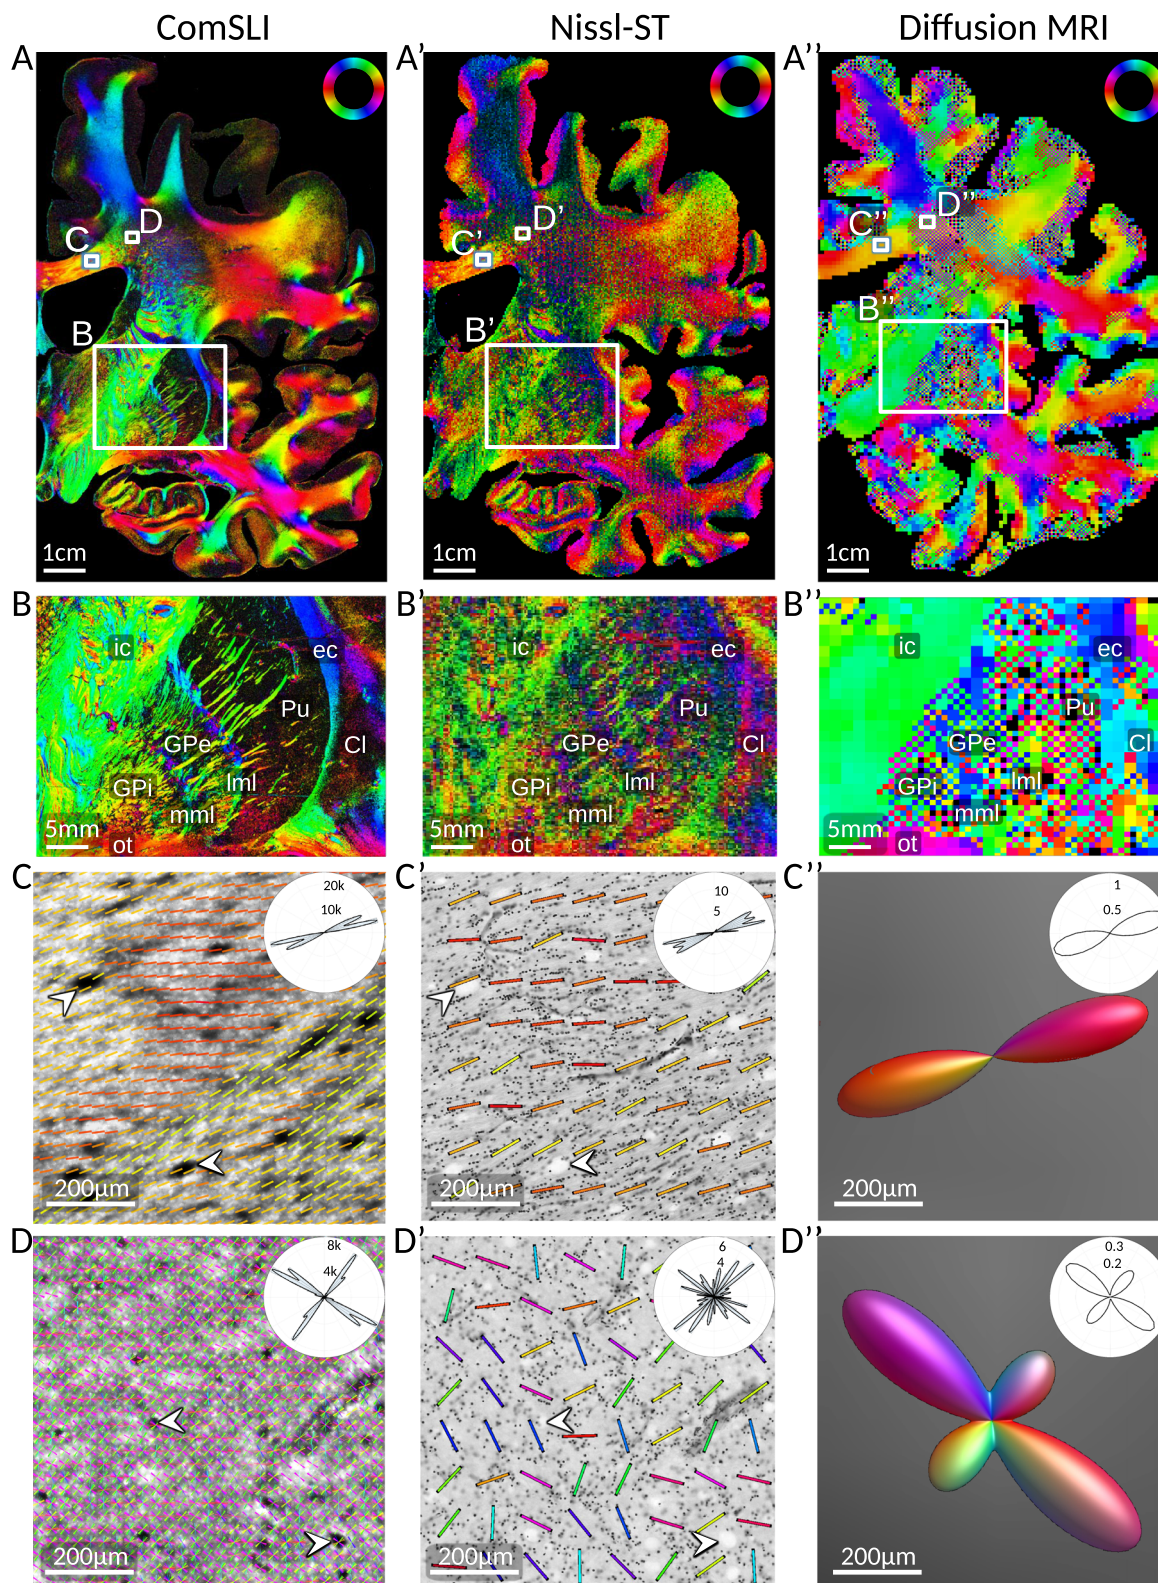 ComSLI Nissl-ST Diffusion MRI
A A’ A’’
D D’ D’’
C C’ C’’
B B’ B’’
1cm 1cm 1cm
B B’ B’’
ic ec ic ec ic ec
Pu Pu Pu
GPe Cl GPe Cl GPe Cl
GPi lml GPi lml GPi lml
mml mml mml
5mm 5mm 5mm
ot ot ot
C C’ C’’
20k 10 1
10k 5 0.5
200μm 200μm 200μm
D D’ D’’
8k 6 0.3
4k 4 0.2
200μm 200μm 200μm